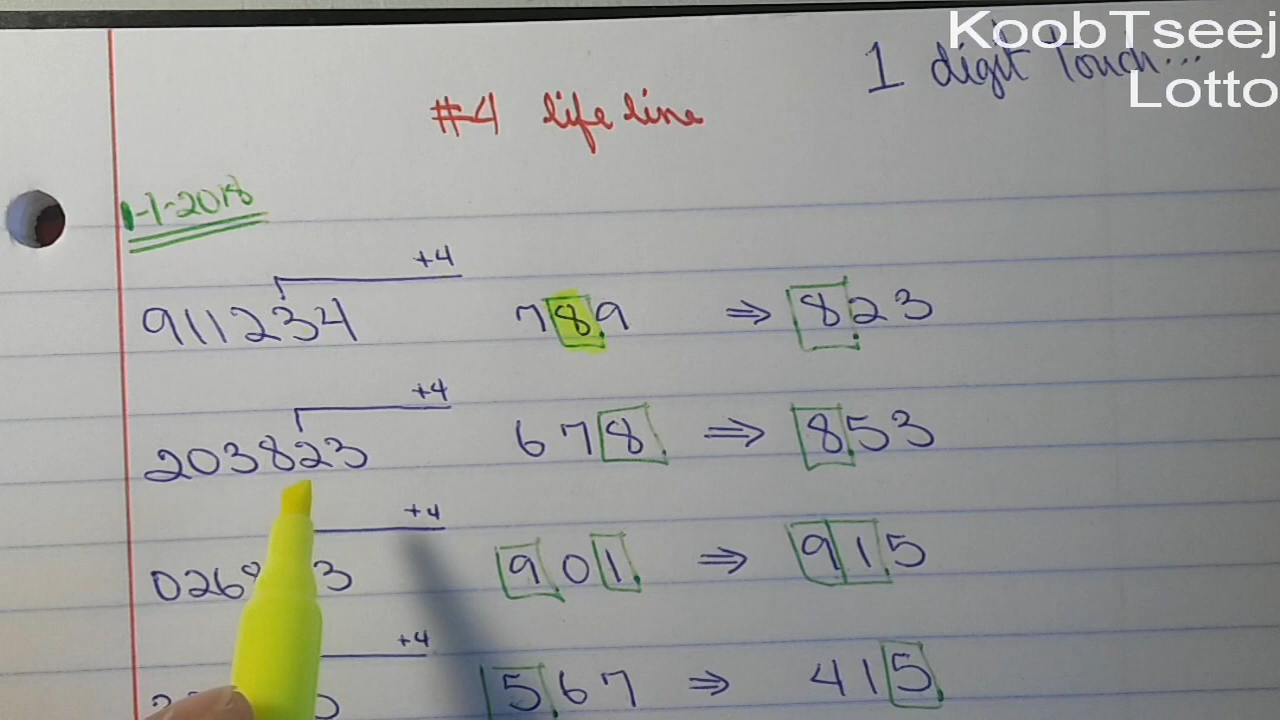 KoobTseej
Lotto
1 digit touch...
#4 life line
1-1-2018
+4
911234 789 ⇒ 823
+4
203823 678 ⇒ 853
+4
901 ⇒ 915
+4
567 ⇒ 415